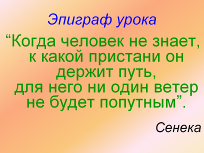 Эпиграф урока
“Когда человек не знает,
к какой пристани он
держит путь,
для него ни один ветер
не будет попутным”.
Сенека